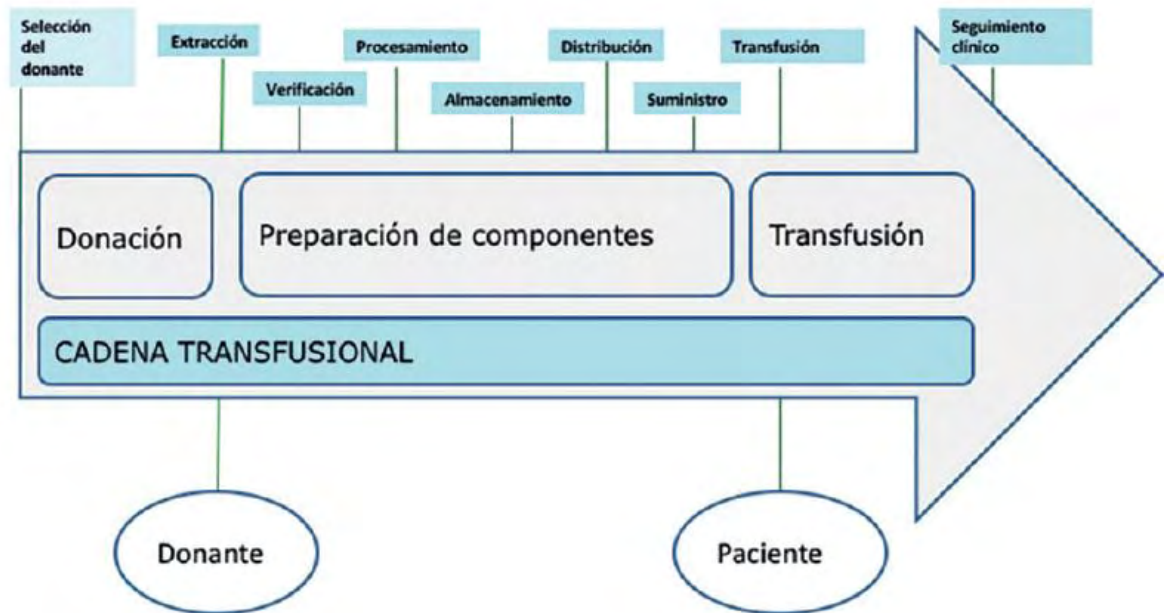 Selección
del
donante
Extracción
Verificación
Procesamiento
Almacenamiento
Distribución
Suministro
Transfusión
Seguimiento
clínico
Donación
Preparación de componentes
Transfusión
CADENA TRANSFUSIONAL
Donante
Paciente